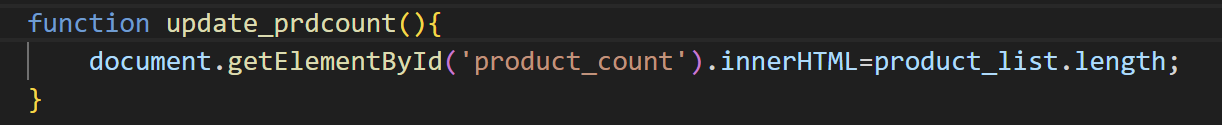 function update_prdcount(){
    document.getElementById('product_count').innerHTML=product_list.length;
}